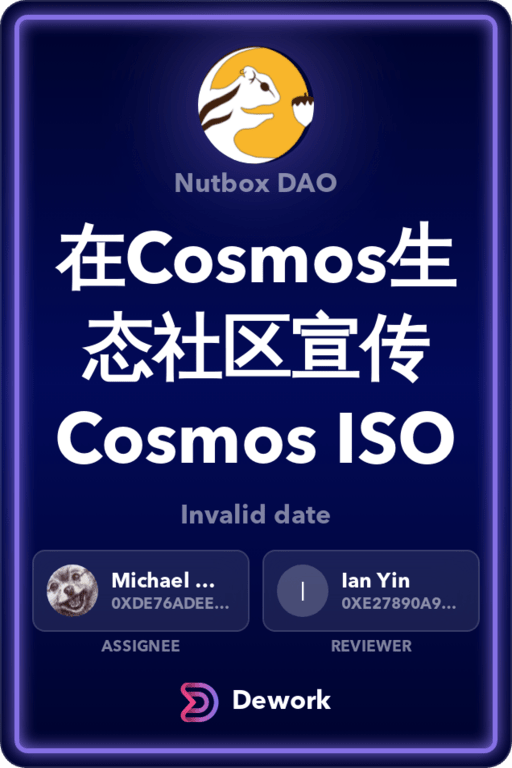 Nutbox DAO
在Cosmos生
态社区宣传
Cosmos ISO
Invalid date
Michael ...
0XDE76ADEE...
ASSIGNEE
I
Ian Yin
0XE27890A9...
REVIEWER
Dework